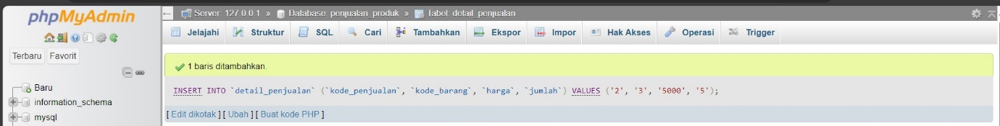 phpMyAdmin
Terbaru Favorit
Baru
information_schema
mysql
Server: 127.0.0.1 » Database: penjualan_produk » Tabel: detail_penjualan
Jelajahi Struktur SQL Cari Tambahkan Ekspor Impor Hak Akses Operasi Trigger
1 baris ditambahkan.
INSERT INTO `detail_penjualan` (`kode_penjualan`, `kode_barang`, `harga`, `jumlah`) VALUES ('2', '3', '5000', '5');
[ Edit dikotak ] [ Ubah ] [ Buat kode PHP ]